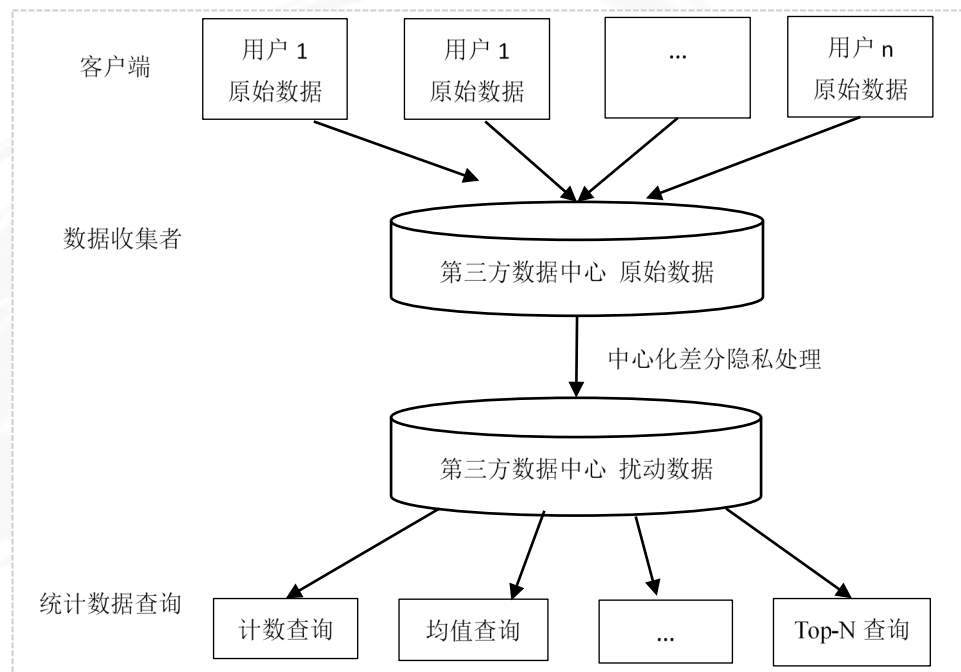 客户端
用户 1
原始数据
用户 1
原始数据
...
用户 n
原始数据
数据收集者
第三方数据中心 原始数据
中心化差分隐私处理
第三方数据中心 扰动数据
统计数据查询
计数查询
均值查询
...
Top-N 查询